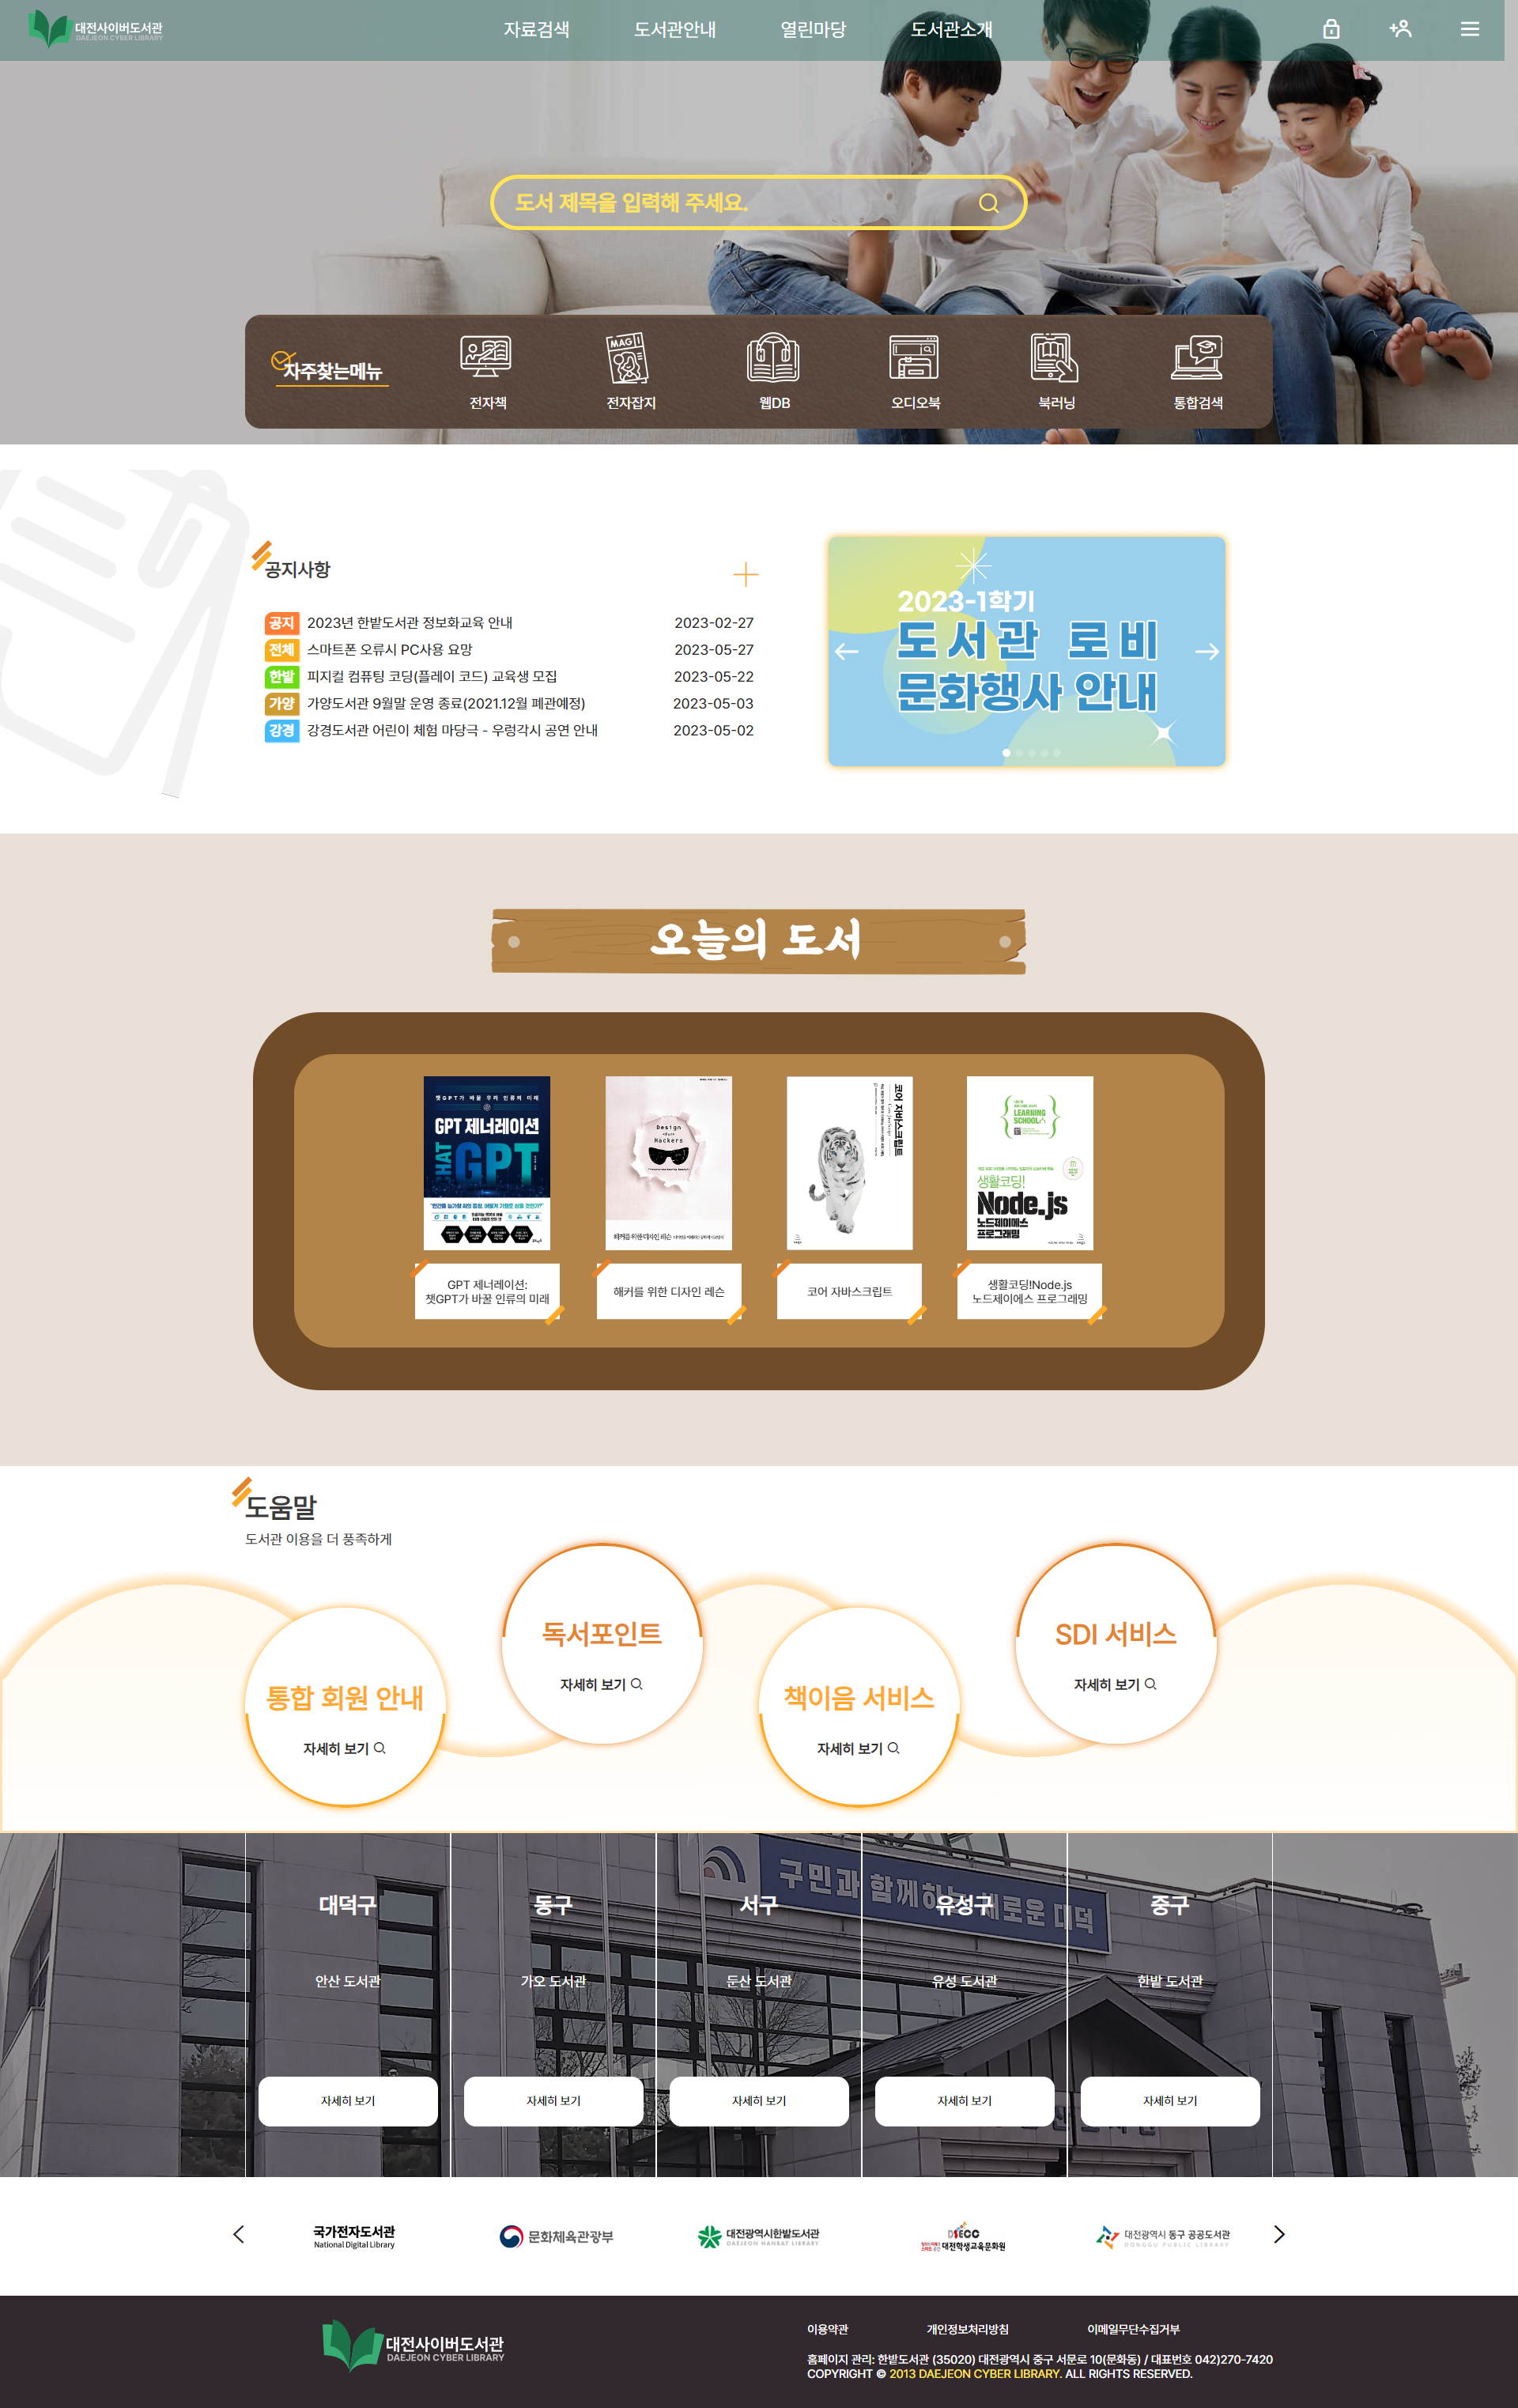 대전사이버도서관
DAEJEON CYBER LIBRARY
자료검색
도서관안내
열린마당
도서관소개
도서 제목을 입력해 주세요.
자주찾는메뉴
전자책
MAG
전자잡지
웹DB
오디오북
북러닝
통합검색
공지사항
공지 2023년 한밭도서관 정보화교육 안내 2023-02-27
전체 스마트폰 오류시 PC사용 요망 2023-05-27
한밭 피지컬 컴퓨팅 코딩(플레이 코드) 교육생 모집 2023-05-22
가양 가양도서관 9월말 운영 종료(2021.12월 폐관예정) 2023-05-03
강경 강경도서관 어린이 체험 마당극 - 우렁각시 공연 안내 2023-05-02
2023-1학기
도서관 로비
문화행사 안내
오늘의 도서
챗GPT가 바꿀 우리 인류의 미래
GPT 제너레이션
CHAT GPT
Design
Hackers
해커를 위한 디자인 레슨
코어 자바스크립트
LEARNING
SCHOOL
생활코딩!
Node.js
노드제이에스
프로그래밍
GPT 제너레이션:
챗GPT가 바꿀 인류의 미래
해커를 위한 디자인 레슨
코어 자바스크립트
생활코딩!Node.js
노드제이에스 프로그래밍
도움말
도서관 이용을 더 풍족하게
통합 회원 안내
자세히 보기
독서포인트
자세히 보기
책이음 서비스
자세히 보기
SDI 서비스
자세히 보기
구민과 함께하는 새로운 대덕
대덕구
안산 도서관
자세히 보기
동구
가오 도서관
자세히 보기
서구
둔산 도서관
자세히 보기
유성구
유성 도서관
자세히 보기
중구
한밭 도서관
자세히 보기
국가전자도서관
National Digital Library
문화체육관광부
대전광역시한밭도서관
DAEJEON HANBAT LIBRARY
DSECC
대전학생교육문화원
대전광역시 동구 공공도서관
DONGGU PUBLIC LIBRARY
대전사이버도서관
DAEJEON CYBER LIBRARY
이용약관
개인정보처리방침
이메일무단수집거부
홈페이지 관리: 한밭도서관 (35020) 대전광역시 중구 서문로 10(문화동) / 대표번호 042)270-7420
COPYRIGHT © 2013 DAEJEON CYBER LIBRARY. ALL RIGHTS RESERVED.